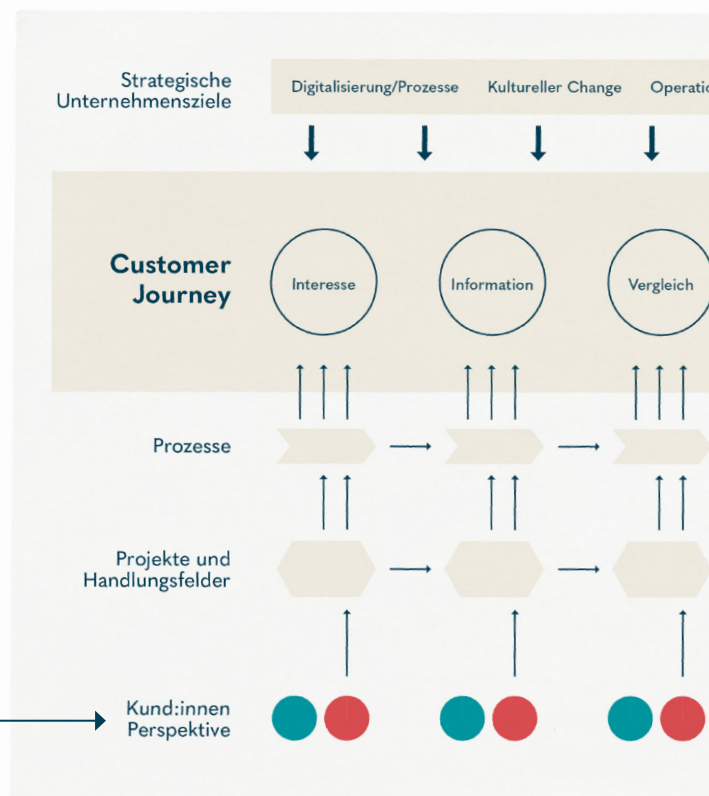 Strategische
Unternehmensziele
Digitalisierung/Prozesse Kultureller Change
Customer
Journey
Interesse Information Vergleich
Prozesse
Projekte und
Handlungsfelder
Kund:innen
Perspektive